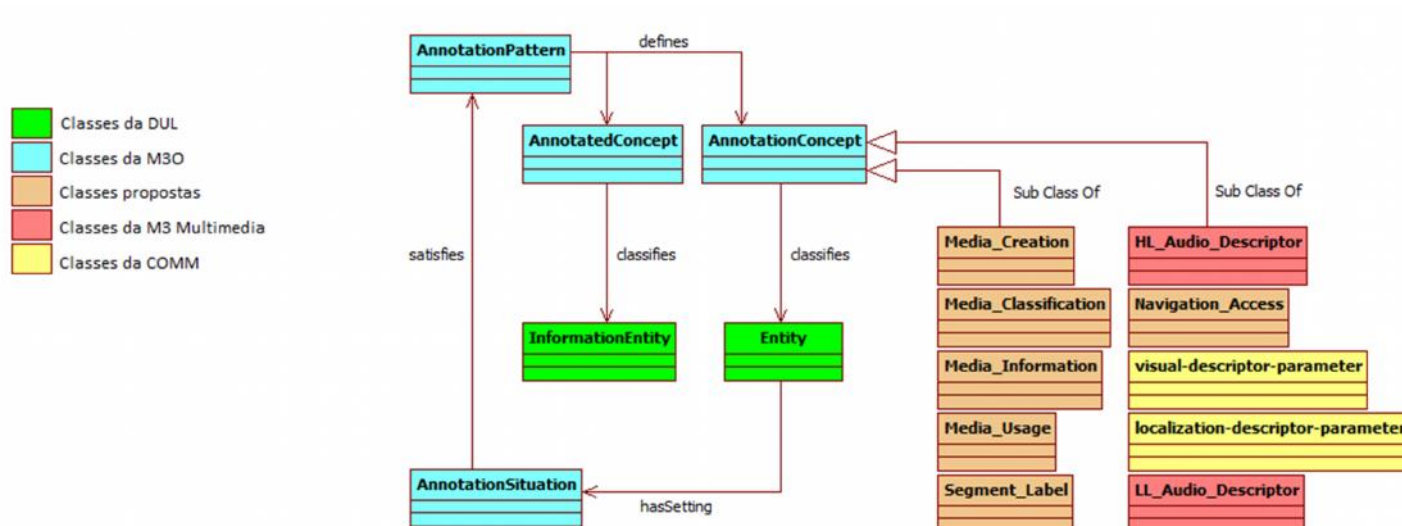 AnnotationPattern
defines
Classes da DUL
Classes da M3O
Classes propostas
Classes da M3 Multimedia
Classes da COMM
AnnotatedConcept
AnnotationConcept
Sub Class Of
Sub Class Of
satisfies
classifies
classifies
Media_Creation
HL_Audio_Descriptor
Media_Classification
Navigation_Access
InformationEntity
Entity
Media_Information
visual-descriptor-parameter
Media_Usage
localization-descriptor-parameter
AnnotationSituation
hasSetting
Segment_Label
LL_Audio_Descriptor